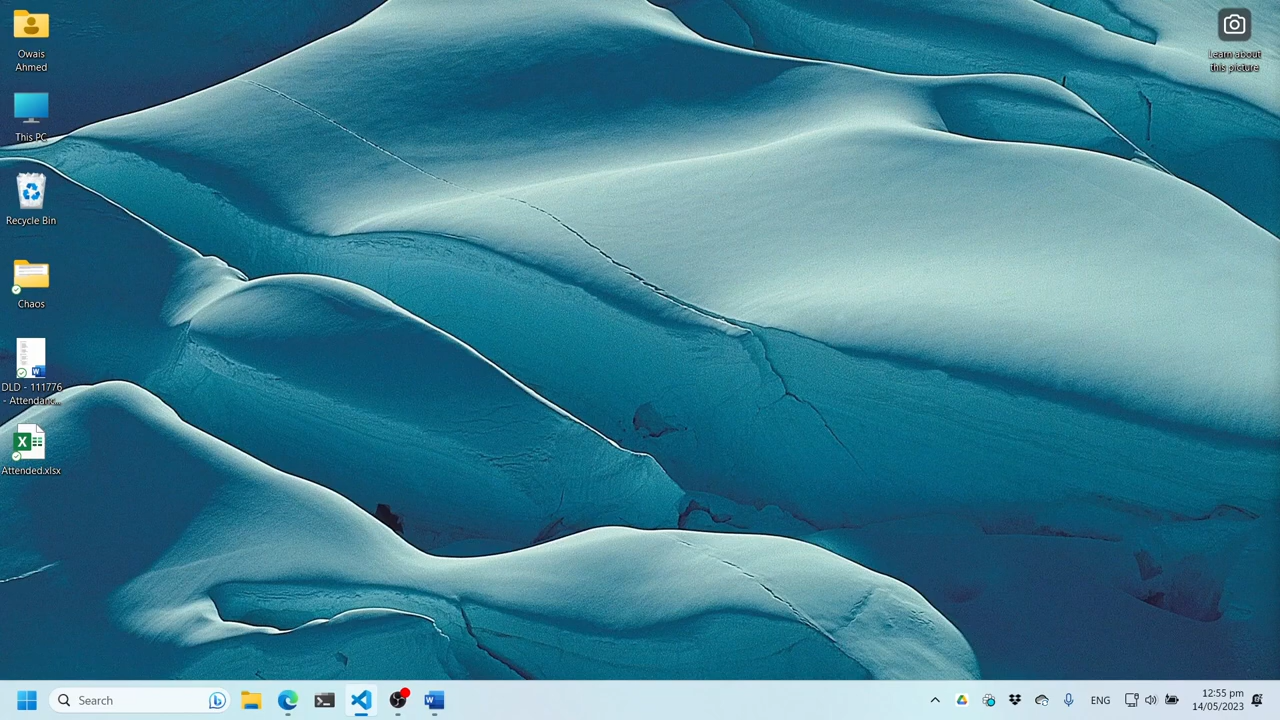 Owais
Ahmed
This PC
Recycle Bin
Chaos
DLD - 111776
- Attendanc...
Attended.xlsx
Learn about
this picture
Search
ENG
12:55 pm
14/05/2023